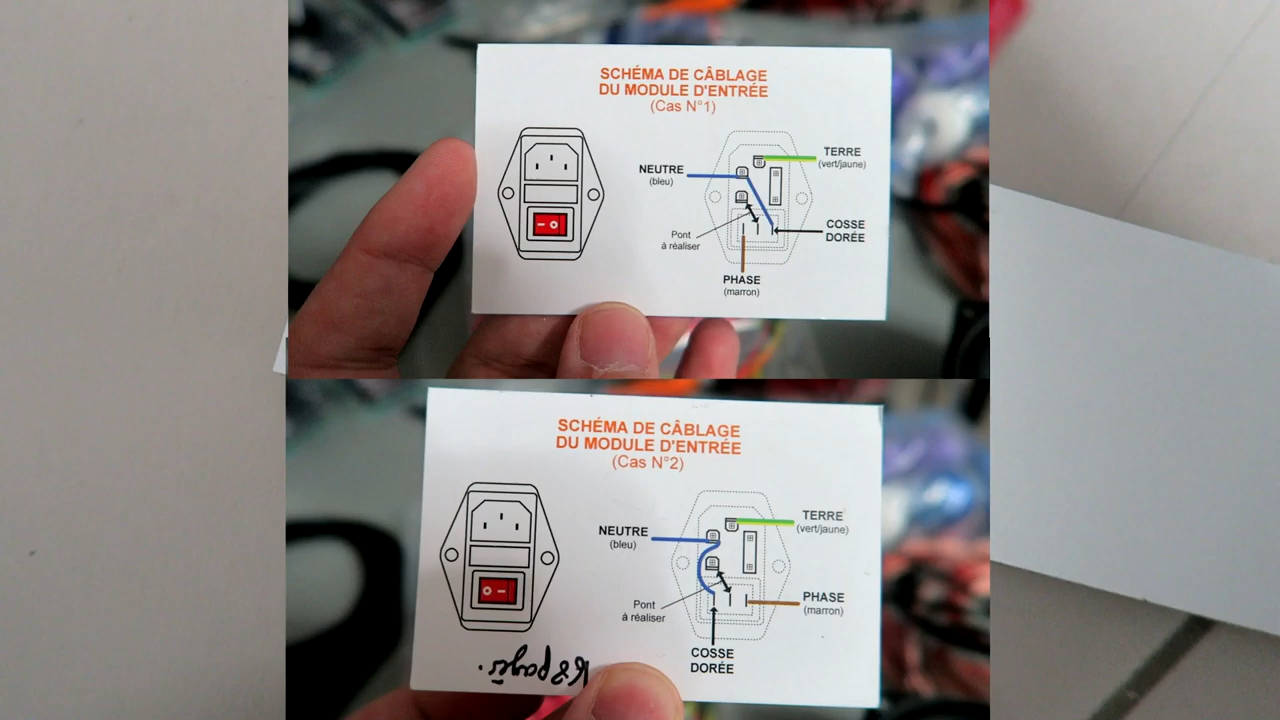 SCHÉMA DE CÂBLAGE
DU MODULE D'ENTRÉE
(Cas N°1)
TERRE
(vert/jaune)
NEUTRE
(bleu)
COSSE
DORÉE
Pont
à réaliser
PHASE
(marron)
SCHÉMA DE CÂBLAGE
DU MODULE D'ENTRÉE
(Cas N°2)
TERRE
(vert/jaune)
NEUTRE
(bleu)
PHASE
(marron)
Pont
à réaliser
COSSE
DORÉE